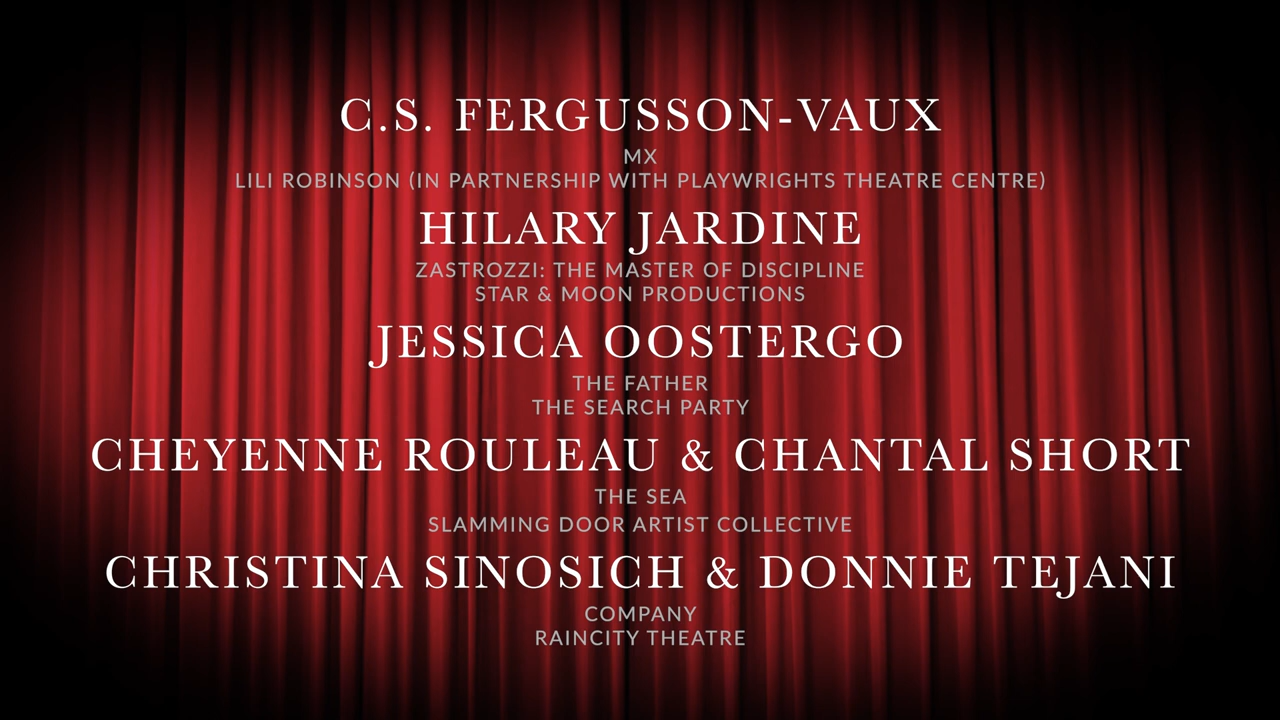 C.S. FERGUSSON-VAUX
MX
LILI ROBINSON (IN PARTNERSHIP WITH PLAYWRIGHTS THEATRE CENTRE)
HILARY JARDINE
ZASTROZZI: THE MASTER OF DISCIPLINE
STAR & MOON PRODUCTIONS
JESSICA OOSTERGO
THE FATHER
THE SEARCH PARTY
CHEYENNE ROULEAU & CHANTAL SHORT
THE SEA
SLAMMING DOOR ARTIST COLLECTIVE
CHRISTINA SINOSICH & DONNIE TEJANI
COMPANY
RAINCITY THEATRE